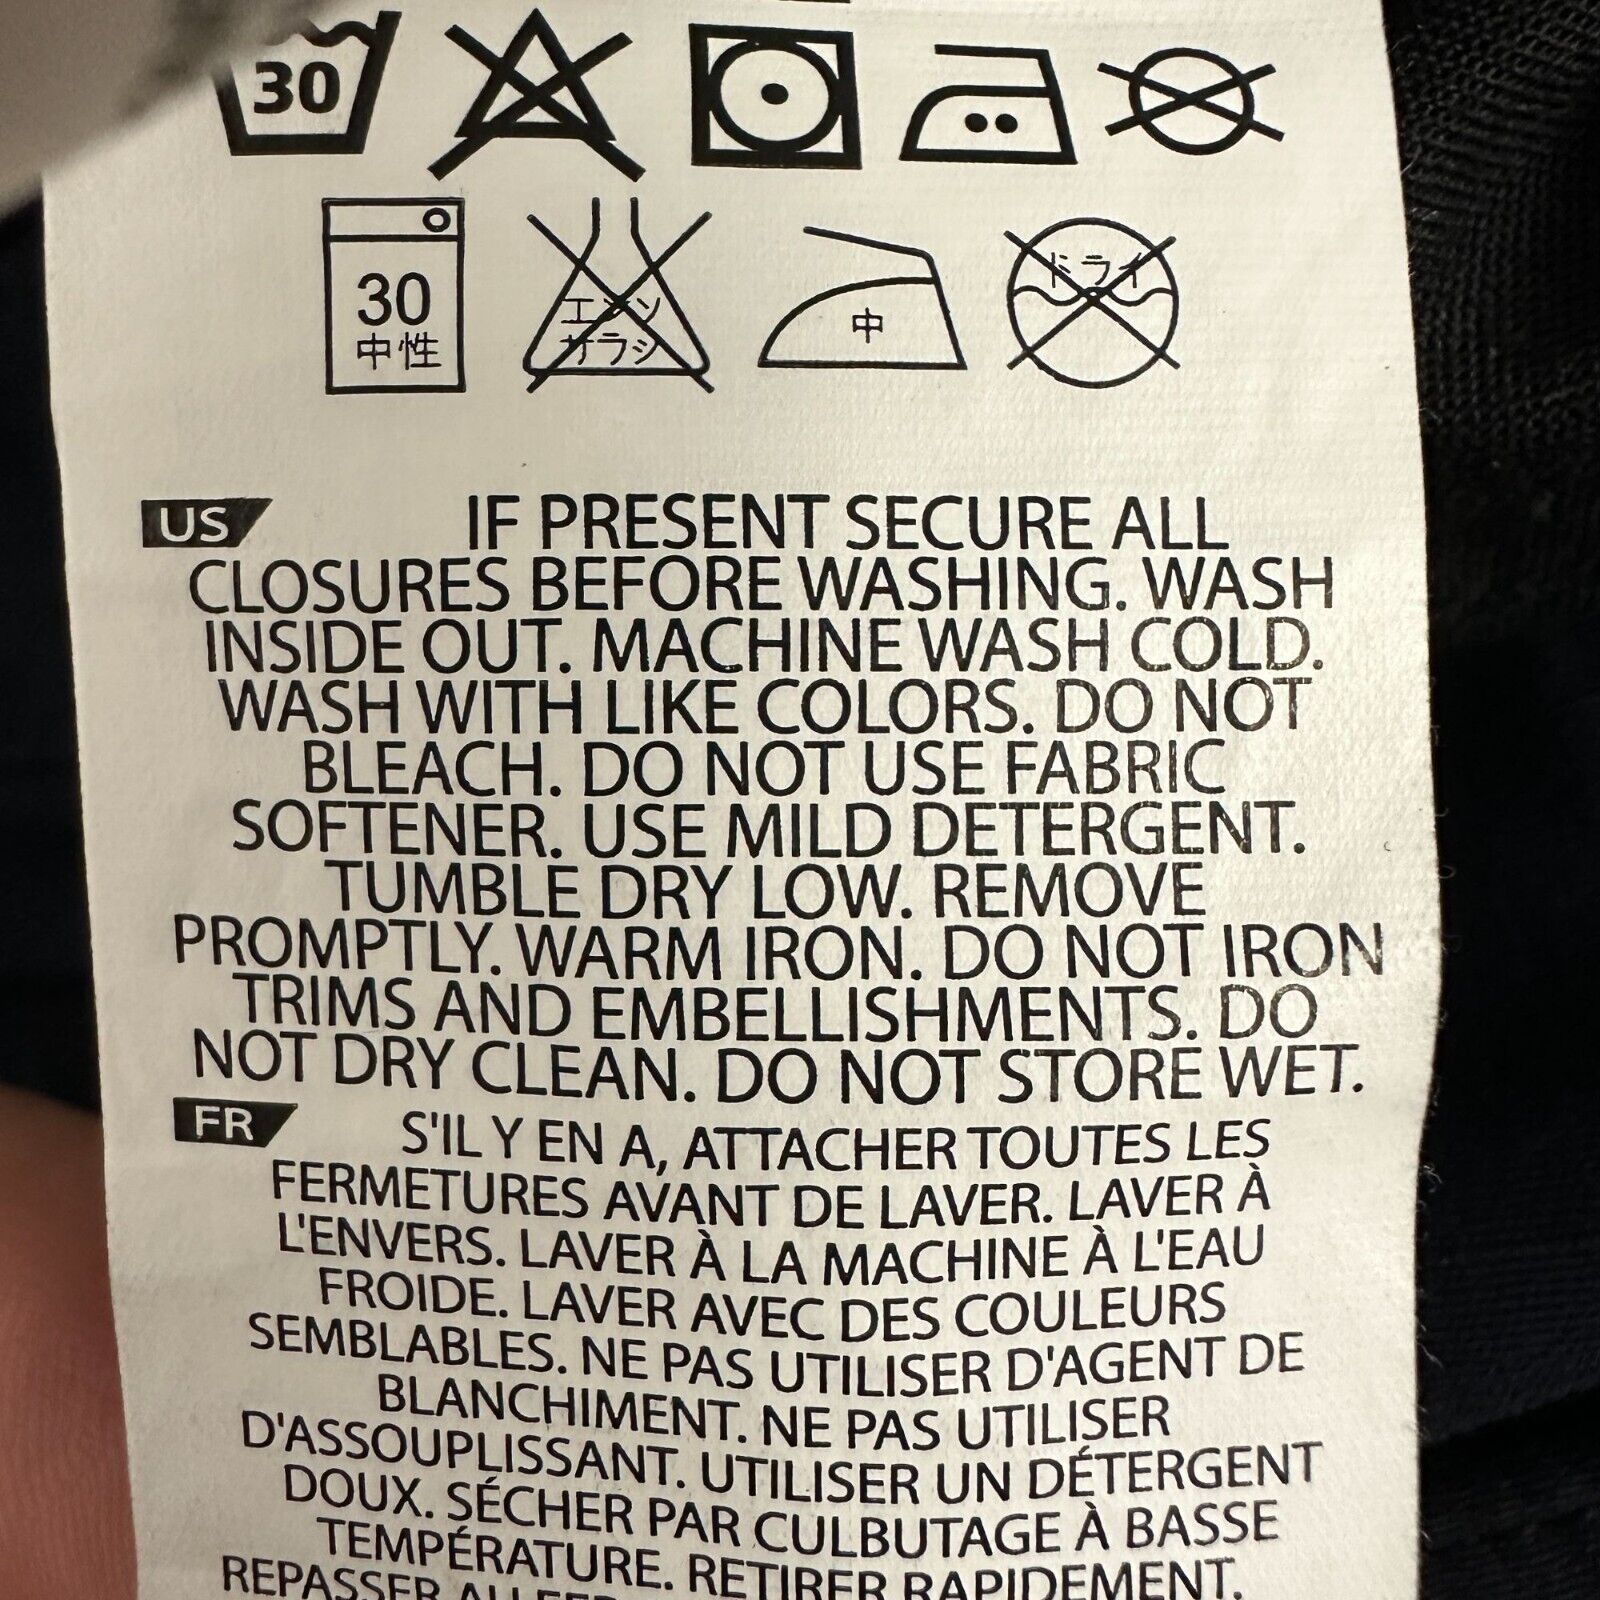 30
30
中性
エンソ
サラシ
中
ドライ
US IF PRESENT SECURE ALL
CLOSURES BEFORE WASHING. WASH
INSIDE OUT. MACHINE WASH COLD.
WASH WITH LIKE COLORS. DO NOT
BLEACH. DO NOT USE FABRIC
SOFTENER. USE MILD DETERGENT.
TUMBLE DRY LOW. REMOVE
PROMPTLY. WARM IRON. DO NOT IRON
TRIMS AND EMBELLISHMENTS. DO
NOT DRY CLEAN. DO NOT STORE WET.
FR S'IL Y EN A, ATTACHER TOUTES LES
FERMETURES AVANT DE LAVER. LAVER À
L'ENVERS. LAVER À LA MACHINE À L'EAU
FROIDE. LAVER AVEC DES COULEURS
SEMBLABLES. NE PAS UTILISER D'AGENT DE
BLANCHIMENT. NE PAS UTILISER
D'ASSOUPLISSANT. UTILISER UN DÉTERGENT
DOUX. SÉCHER PAR CULBUTAGE À BASSE
TEMPÉRATURE. RETIRER RAPIDEMENT.
REPASSER AU FER